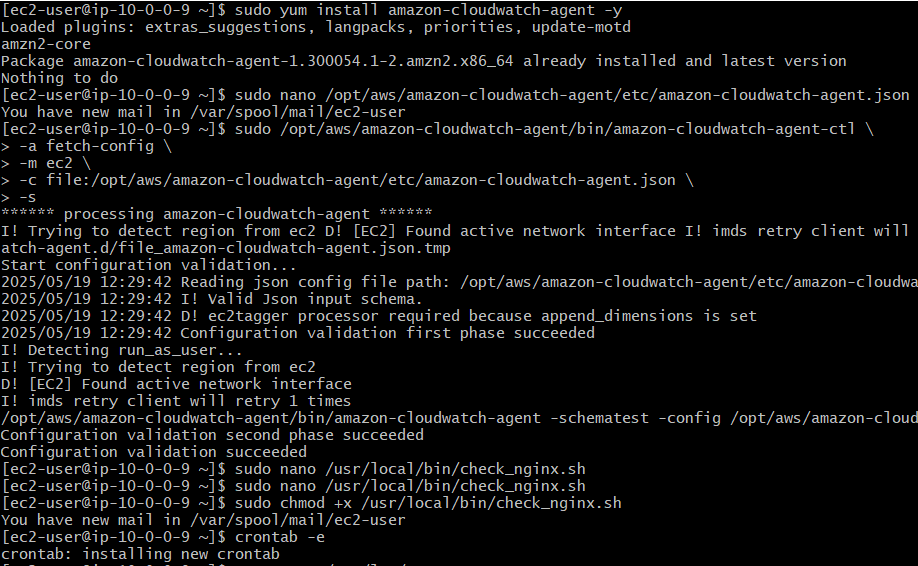 [ec2-user@ip-10-0-0-9 ~]$ sudo yum install amazon-cloudwatch-agent -y
Loaded plugins: extras_suggestions, langpacks, priorities, update-motd
amzn2-core
Package amazon-cloudwatch-agent-1.300054.1-2.amzn2.x86_64 already installed and latest version
Nothing to do
[ec2-user@ip-10-0-0-9 ~]$ sudo nano /opt/aws/amazon-cloudwatch-agent/etc/amazon-cloudwatch-agent.json
You have new mail in /var/spool/mail/ec2-user
[ec2-user@ip-10-0-0-9 ~]$ sudo /opt/aws/amazon-cloudwatch-agent/bin/amazon-cloudwatch-agent-ctl \
> -a fetch-config \
> -m ec2 \
> -c file:/opt/aws/amazon-cloudwatch-agent/etc/amazon-cloudwatch-agent.json \
> -s
****** processing amazon-cloudwatch-agent ******
I! Trying to detect region from ec2 D! [EC2] Found active network interface I! imds retry client will
atch-agent.d/file_amazon-cloudwatch-agent.json.tmp
Start configuration validation...
2025/05/19 12:29:42 Reading json config file path: /opt/aws/amazon-cloudwatch-agent/etc/amazon-cloudwa
2025/05/19 12:29:42 I! Valid Json input schema.
2025/05/19 12:29:42 D! ec2tagger processor required because append_dimensions is set
2025/05/19 12:29:42 Configuration validation first phase succeeded
I! Detecting run_as_user...
I! Trying to detect region from ec2
D! [EC2] Found active network interface
I! imds retry client will retry 1 times
/opt/aws/amazon-cloudwatch-agent/bin/amazon-cloudwatch-agent -schematest -config /opt/aws/amazon-cloud
Configuration validation second phase succeeded
Configuration validation succeeded
[ec2-user@ip-10-0-0-9 ~]$ sudo nano /usr/local/bin/check_nginx.sh
[ec2-user@ip-10-0-0-9 ~]$ sudo nano /usr/local/bin/check_nginx.sh
[ec2-user@ip-10-0-0-9 ~]$ sudo chmod +x /usr/local/bin/check_nginx.sh
You have new mail in /var/spool/mail/ec2-user
[ec2-user@ip-10-0-0-9 ~]$ crontab -e
crontab: installing new crontab